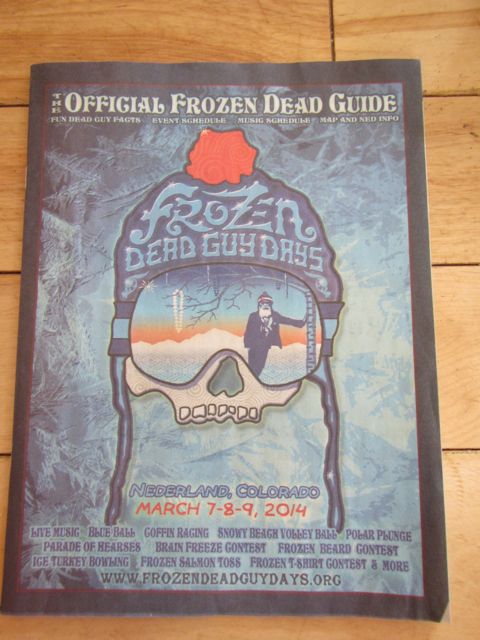 THE OFFICIAL FROZEN DEAD GUIDE
FUN DEAD GUY FACTS EVENT SCHEDULE MUSIC SCHEDULE MAP AND NED INFO
FROZEN
DEAD GUY DAYS
NEDERLAND, COLORADO
MARCH 7-8-9, 2014
LIVE MUSIC BLUE BALL COFFIN RACING SNOWY BEACH VOLLEY BALL POLAR PLUNGE
PARADE OF HEARSES BRAIN FREEZE CONTEST FROZEN BEARD CONTEST
ICE TURKEY BOWLING FROZEN SALMON TOSS FROZEN T-SHIRT CONTEST & MORE
WWW.FROZENDEADGUYDAYS.ORG